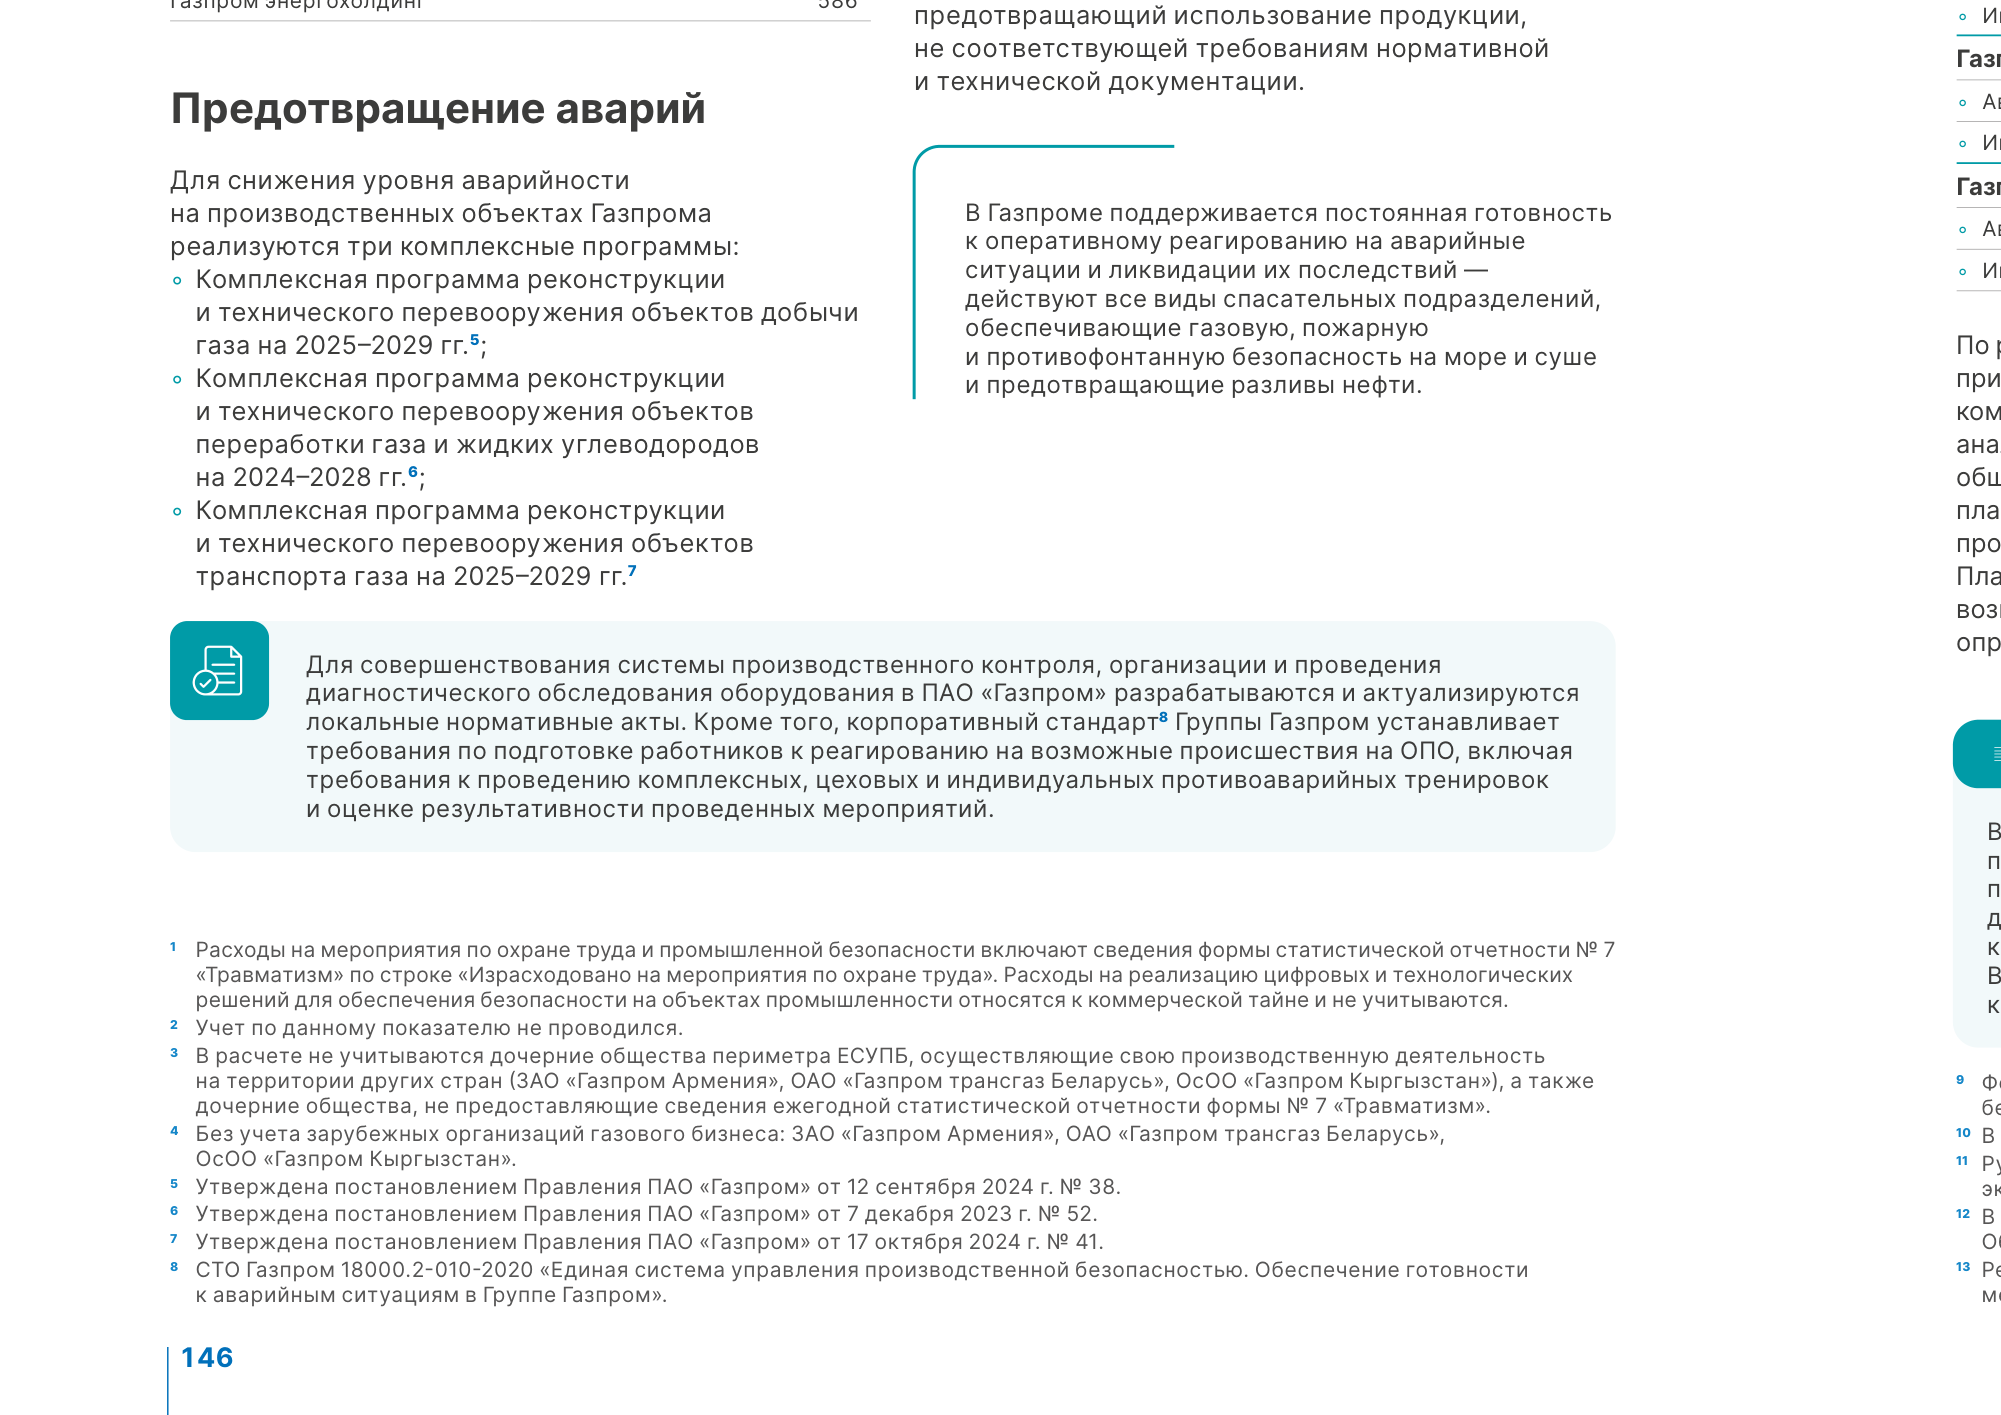 Газпром энергохолдинг 586
Предотвращение аварий
Для снижения уровня аварийности
на производственных объектах Газпрома
реализуются три комплексные программы:
Комплексная программа реконструкции
и технического перевооружения объектов добычи
газа на 2025–2029 гг.⁵;
Комплексная программа реконструкции
и технического перевооружения объектов
переработки газа и жидких углеводородов
на 2024–2028 гг.⁶;
Комплексная программа реконструкции
и технического перевооружения объектов
транспорта газа на 2025–2029 гг.⁷
предотвращающий использование продукции,
не соответствующей требованиям нормативной
и технической документации.
В Газпроме поддерживается постоянная готовность
к оперативному реагированию на аварийные
ситуации и ликвидации их последствий —
действуют все виды спасательных подразделений,
обеспечивающие газовую, пожарную
и противофонтанную безопасность на море и суше
и предотвращающие разливы нефти.
Для совершенствования системы производственного контроля, организации и проведения
диагностического обследования оборудования в ПАО «Газпром» разрабатываются и актуализируются
локальные нормативные акты. Кроме того, корпоративный стандарт⁸ Группы Газпром устанавливает
требования по подготовке работников к реагированию на возможные происшествия на ОПО, включая
требования к проведению комплексных, цеховых и индивидуальных противоаварийных тренировок
и оценке результативности проведенных мероприятий.
¹ Расходы на мероприятия по охране труда и промышленной безопасности включают сведения формы статистической отчетности № 7
«Травматизм» по строке «Израсходовано на мероприятия по охране труда». Расходы на реализацию цифровых и технологических
решений для обеспечения безопасности на объектах промышленности относятся к коммерческой тайне и не учитываются.
² Учет по данному показателю не проводился.
³ В расчете не учитываются дочерние общества периметра ЕСУПБ, осуществляющие свою производственную деятельность
на территории других стран (ЗАО «Газпром Армения», ОАО «Газпром трансгаз Беларусь», ОсОО «Газпром Кыргызстан»), а также
дочерние общества, не предоставляющие сведения ежегодной статистической отчетности формы № 7 «Травматизм».
⁴ Без учета зарубежных организаций газового бизнеса: ЗАО «Газпром Армения», ОАО «Газпром трансгаз Беларусь»,
ОсОО «Газпром Кыргызстан».
⁵ Утверждена постановлением Правления ПАО «Газпром» от 12 сентября 2024 г. № 38.
⁶ Утверждена постановлением Правления ПАО «Газпром» от 7 декабря 2023 г. № 52.
⁷ Утверждена постановлением Правления ПАО «Газпром» от 17 октября 2024 г. № 41.
⁸ СТО Газпром 18000.2-010-2020 «Единая система управления производственной безопасностью. Обеспечение готовности
к аварийным ситуациям в Группе Газпром».
146
По
9
10 В
11
12 В
13